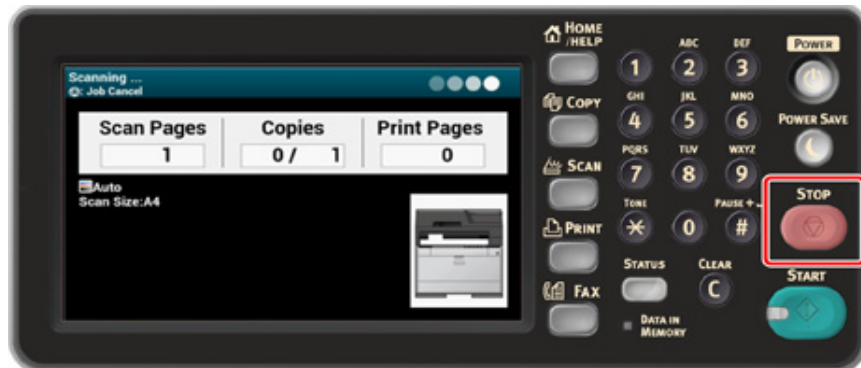 Scanning ...
: Job Cancel
Scan Pages
Copies
Print Pages
1
0/ 1
0
Auto
Scan Size:A4
HOME
/HELP
COPY
SCAN
PRINT
FAX
ABC
DEF
1
2
3
GHI
JKL
MNO
4
5
6
PQRS
TUV
WXYZ
7
8
9
TONE
PAUSE + -
*
0
#
STATUS
CLEAR
C
DATA IN
MEMORY
POWER
POWER SAVE
STOP
START